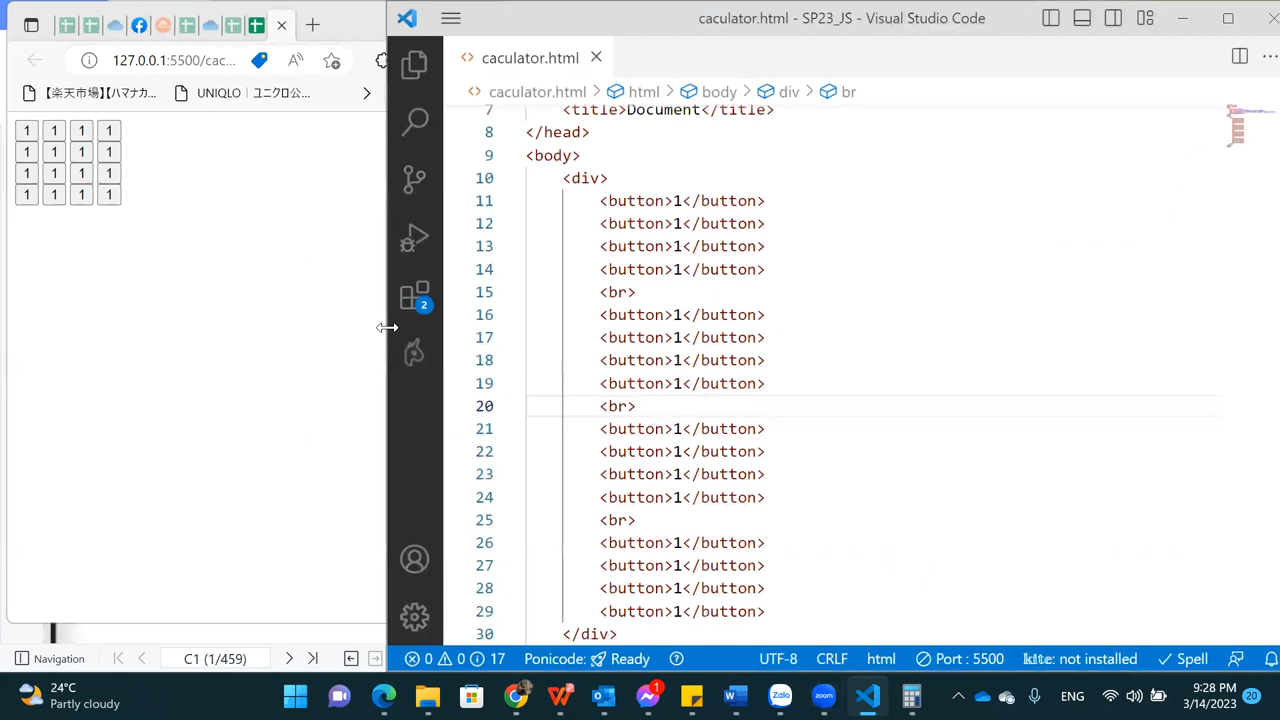 caculator.html - SP23_JS - Visual Studio Code
127.0.0.1:5500/cac...
【楽天市場】【ハマナカ...
UNIQLO｜ユニクロ公...
1 1 1 1
1 1 1 1
1 1 1 1
1 1 1 1
caculator.html
caculator.html > html > body > div > br
7 <title>Document</title>
8 </head>
9 <body>
10 <div>
11 <button>1</button>
12 <button>1</button>
13 <button>1</button>
14 <button>1</button>
15 <br>
16 <button>1</button>
17 <button>1</button>
18 <button>1</button>
19 <button>1</button>
20 <br>
21 <button>1</button>
22 <button>1</button>
23 <button>1</button>
24 <button>1</button>
25 <br>
26 <button>1</button>
27 <button>1</button>
28 <button>1</button>
29 <button>1</button>
30 </div>
2
Navigation C1 (1/459)
0 0 17 Ponicode: Ready UTF-8 CRLF html Port : 5500 kite: not installed Spell
24°C
Partly cloudy
Zalo
zoom
ENG
9:28 PM
3/14/2023
20